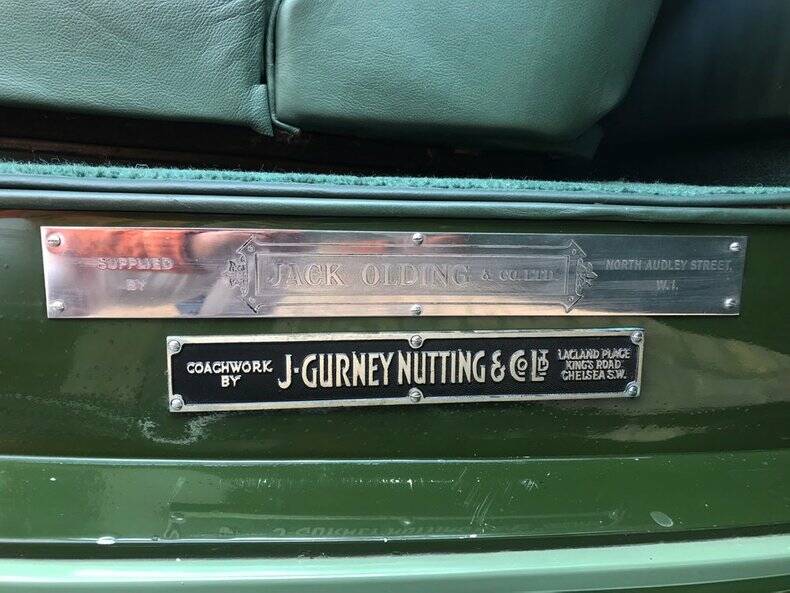 SUPPLIED
BY
JACK OLDING & CO. LTD.
NORTH AUDLEY STREET,
W.1.
COACHWORK
BY
J·GURNEY NUTTING & CO LTD
LACLAND PLACE
KING'S ROAD
CHELSEA S.W.